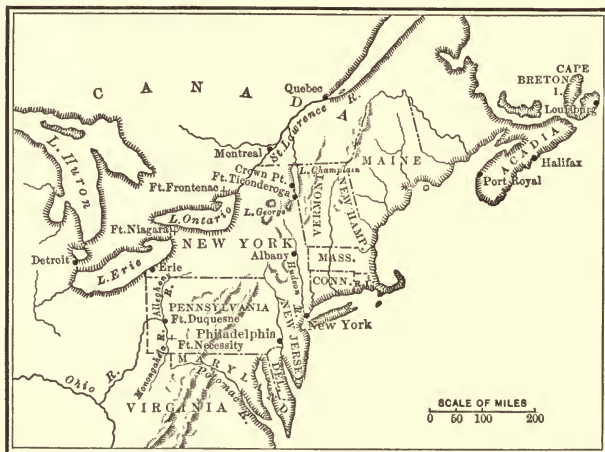 CANADA
Quebec
CAPE
BRETON
I.
Louisburg
St. Lawrence R.
ACADIA
Halifax
Port Royal
L. Huron
Montreal
MAINE
Crown Pt.
L. Champlain
Ft. Ticonderoga
Ft. Frontenac
VERMONT
NEW HAMP.
L. Ontario
L. George
Ft. Niagara
NEW YORK
Albany
MASS.
Detroit
L. Erie
Erie
CONN.
R.I.
Hudson R.
Allegheny R.
PENNSYLVANIA
Ft. Duquesne
New York
Philadelphia
NEW JERSEY
Ft. Necessity
Monongahela R.
MARYLAND
DEL.
Ohio R.
Potomac R.
VIRGINIA
SCALE OF MILES
0 50 100 200